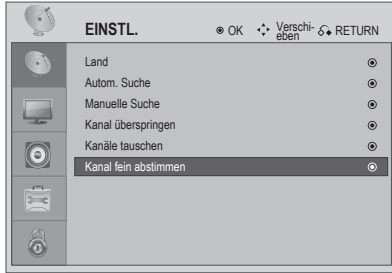 EINSTL. OK Verschi-
eben RETURN
Land
Autom. Suche
Manuelle Suche
Kanal überspringen
Kanäle tauschen
Kanal fein abstimmen